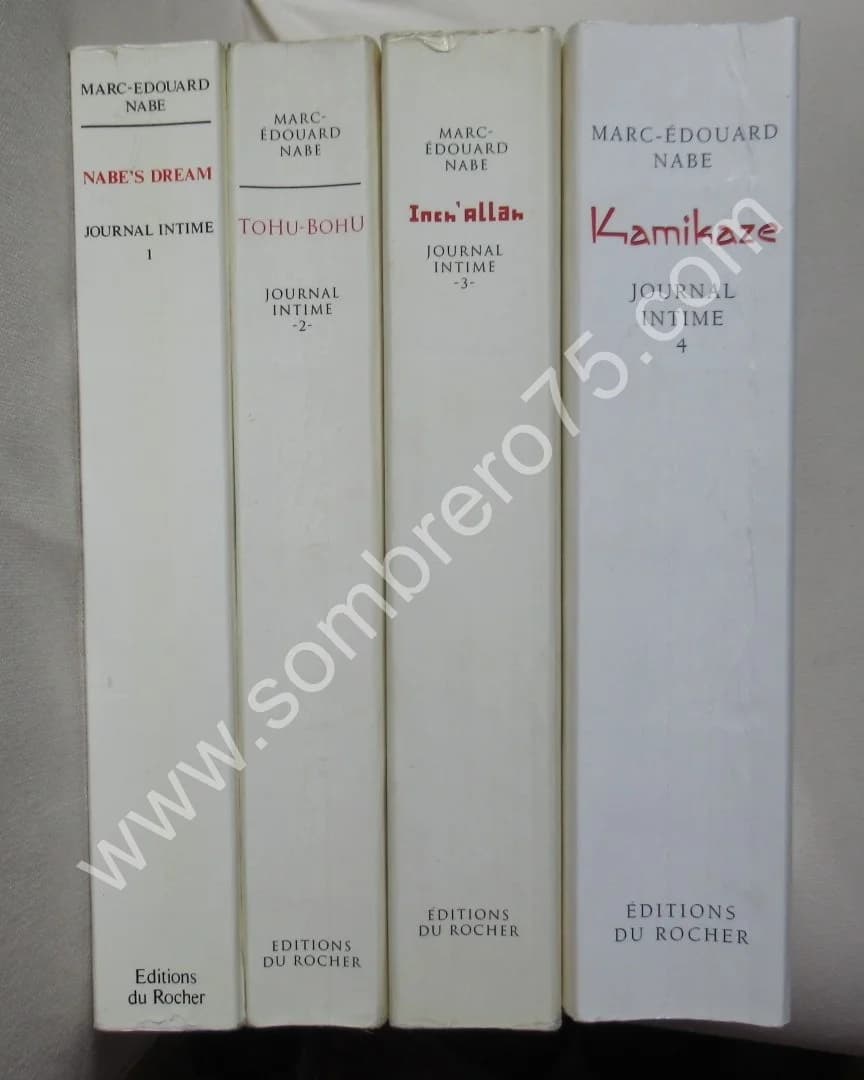 MARC-EDOUARD
NABE
NABE'S DREAM
JOURNAL INTIME
1
Editions
du Rocher
MARC-
ÉDOUARD
NABE
TOHU-BOHU
JOURNAL
INTIME
-2-
EDITIONS
DU ROCHER
MARC-
ÉDOUARD
NABE
Inch'Allah
JOURNAL
INTIME
-3-
ÉDITIONS
DU ROCHER
MARC-ÉDOUARD
NABE
Kamikaze
JOURNAL
INTIME
4
ÉDITIONS
DU ROCHER
www.sombrero75.com